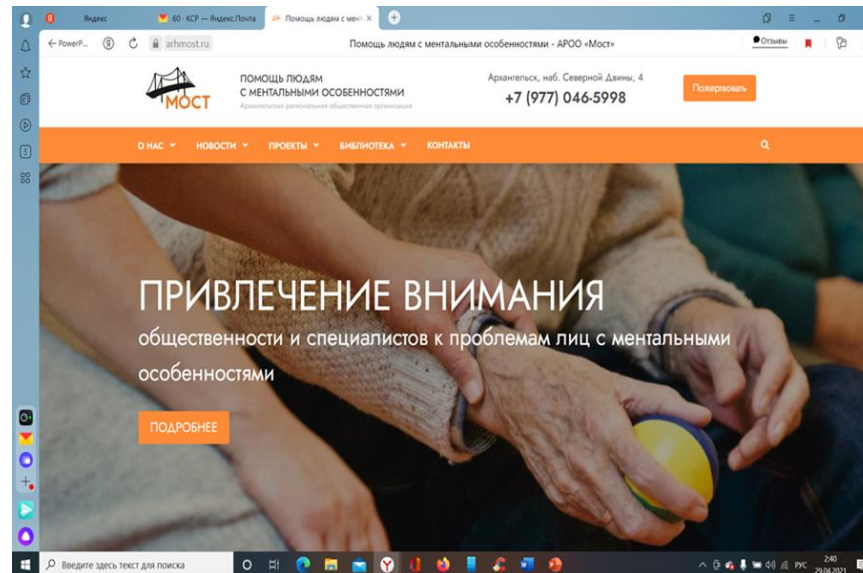 Яндекс
60 · КСР — Яндекс.Почта
Помощь людям с мент
← PowerP...
arhmost.ru
Помощь людям с ментальными особенностями - АРОО «Мост»
Отзывы
МОСТ
ПОМОЩЬ ЛЮДЯМ
С МЕНТАЛЬНЫМИ ОСОБЕННОСТЯМИ
Архангельская региональная общественная организация
Архангельск, наб. Северной Двины, 4
+7 (977) 046-5998
Пожертвовать
О НАС
НОВОСТИ
ПРОЕКТЫ
БИБЛИОТЕКА
КОНТАКТЫ
ПРИВЛЕЧЕНИЕ ВНИМАНИЯ
общественности и специалистов к проблемам лиц с ментальными
особенностями
ПОДРОБНЕЕ
Введите здесь текст для поиска
РУС
2:40
29.04.2021